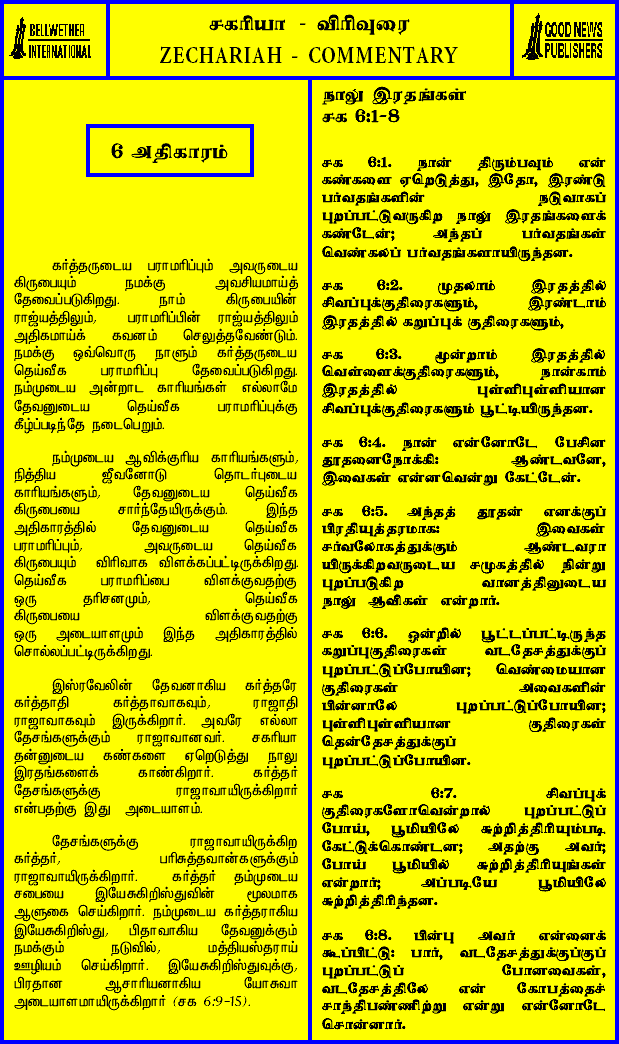 BELLWETHER
INTERNATIONAL
சகரியா - விரிவுரை
ZECHARIAH - COMMENTARY
GOOD NEWS
PUBLISHERS
6 அதிகாரம்
கர்த்தருடைய பராமரிப்பும் அவருடைய
கிருபையும் நமக்கு அவசியமாய்த்
தேவைப்படுகிறது. நாம் கிருபையின்
ராஜ்யத்திலும், பராமரிப்பின் ராஜ்யத்திலும்
அதிகமாய்க் கவனம் செலுத்தவேண்டும்.
நமக்கு ஒவ்வொரு நாளும் கர்த்தருடைய
தெய்வீக பராமரிப்பு தேவைப்படுகிறது.
நம்முடைய அன்றாட காரியங்கள் எல்லாமே
தேவனுடைய தெய்வீக பராமரிப்புக்கு
கீழ்ப்படிந்தே நடைபெறும்.
நம்முடைய ஆவிக்குரிய காரியங்களும்,
நித்திய ஜீவனோடு தொடர்புடைய
காரியங்களும், தேவனுடைய தெய்வீக
கிருபையை சார்ந்தேயிருக்கும். இந்த
அதிகாரத்தில் தேவனுடைய தெய்வீக
பராமரிப்பும், அவருடைய தெய்வீக
கிருபையும் விரிவாக விளக்கப்பட்டிருக்கிறது.
தெய்வீக பராமரிப்பை விளக்குவதற்கு
ஒரு தரிசனமும், தெய்வீக
கிருபையை விளக்குவதற்கு
ஒரு அடையாளமும் இந்த அதிகாரத்தில்
சொல்லப்பட்டிருக்கிறது.
இஸ்ரவேலின் தேவனாகிய கர்த்தரே
கர்த்தாதி கர்த்தாவாகவும், ராஜாதி
ராஜாவாகவும் இருக்கிறார். அவரே எல்லா
தேசங்களுக்கும் ராஜாவானவர். சகரியா
தன்னுடைய கண்களை ஏறெடுத்து நாலு
இரதங்களைக் காண்கிறார். கர்த்தர்
தேசங்களுக்கு ராஜாவாயிருக்கிறார்
என்பதற்கு இது அடையாளம்.
தேசங்களுக்கு ராஜாவாயிருக்கிற
கர்த்தர், பரிசுத்தவான்களுக்கும்
ராஜாவாயிருக்கிறார். கர்த்தர் தம்முடைய
சபையை இயேசுகிறிஸ்துவின் மூலமாக
ஆளுகை செய்கிறார். நம்முடைய கர்த்தராகிய
இயேசுகிறிஸ்து, பிதாவாகிய தேவனுக்கும்
நமக்கும் நடுவில், மத்தியஸ்தராய்
ஊழியம் செய்கிறார். இயேசுகிறிஸ்துவுக்கு,
பிரதான ஆசாரியனாகிய யோசுவா
அடையாளமாயிருக்கிறார் (சக 6:9-15).
நாலு இரதங்கள்
சக 6:1-8
சக 6:1. நான் திரும்பவும் என்
கண்களை ஏறெடுத்து, இதோ, இரண்டு
பர்வதங்களின் நடுவாகப்
புறப்பட்டுவருகிற நாலு இரதங்களைக்
கண்டேன்; அந்தப் பர்வதங்கள்
வெண்கலப் பர்வதங்களாயிருந்தன.
சக 6:2. முதலாம் இரதத்தில்
சிவப்புக்குதிரைகளும், இரண்டாம்
இரதத்தில் கறுப்புக் குதிரைகளும்,
சக 6:3. மூன்றாம் இரதத்தில்
வெள்ளைக்குதிரைகளும், நான்காம்
இரதத்தில் புள்ளிபுள்ளியான
சிவப்புக்குதிரைகளும் பூட்டியிருந்தன.
சக 6:4. நான் என்னோடே பேசின
தூதனைநோக்கி: ஆண்டவனே,
இவைகள் என்னவென்று கேட்டேன்.
சக 6:5. அந்தத் தூதன் எனக்குப்
பிரதியுத்தரமாக: இவைகள்
சர்வலோகத்துக்கும் ஆண்டவரா
யிருக்கிறவருடைய சமுகத்தில் நின்று
புறப்படுகிற வானத்தினுடைய
நாலு ஆவிகள் என்றார்.
சக 6:6. ஒன்றில் பூட்டப்பட்டிருந்த
கறுப்புகுதிரைகள் வடதேசத்துக்குப்
புறப்பட்டுப்போயின; வெண்மையான
குதிரைகள் அவைகளின்
பின்னாலே புறப்பட்டுப்போயின;
புள்ளிபுள்ளியான குதிரைகள்
தென்தேசத்துக்குப்
புறப்பட்டுப்போயின.
சக 6:7. சிவப்புக்
குதிரைகளோவென்றால் புறப்பட்டுப்
போய், பூமியிலே சுற்றித்திரியும்படி
கேட்டுக்கொண்டன; அதற்கு அவர்;
போய் பூமியில் சுற்றித்திரியுங்கள்
என்றார்; அப்படியே பூமியிலே
சுற்றித்திரிந்தன.
சக 6:8. பின்பு அவர் என்னைக்
கூப்பிட்டு: பார், வடதேசத்துக்குப்குப்
புறப்பட்டுப் போனவைகள்,
வடதேசத்திலே என் கோபத்தைச்
சாந்திபண்ணிற்று என்று என்னோடே
சொன்னார்.